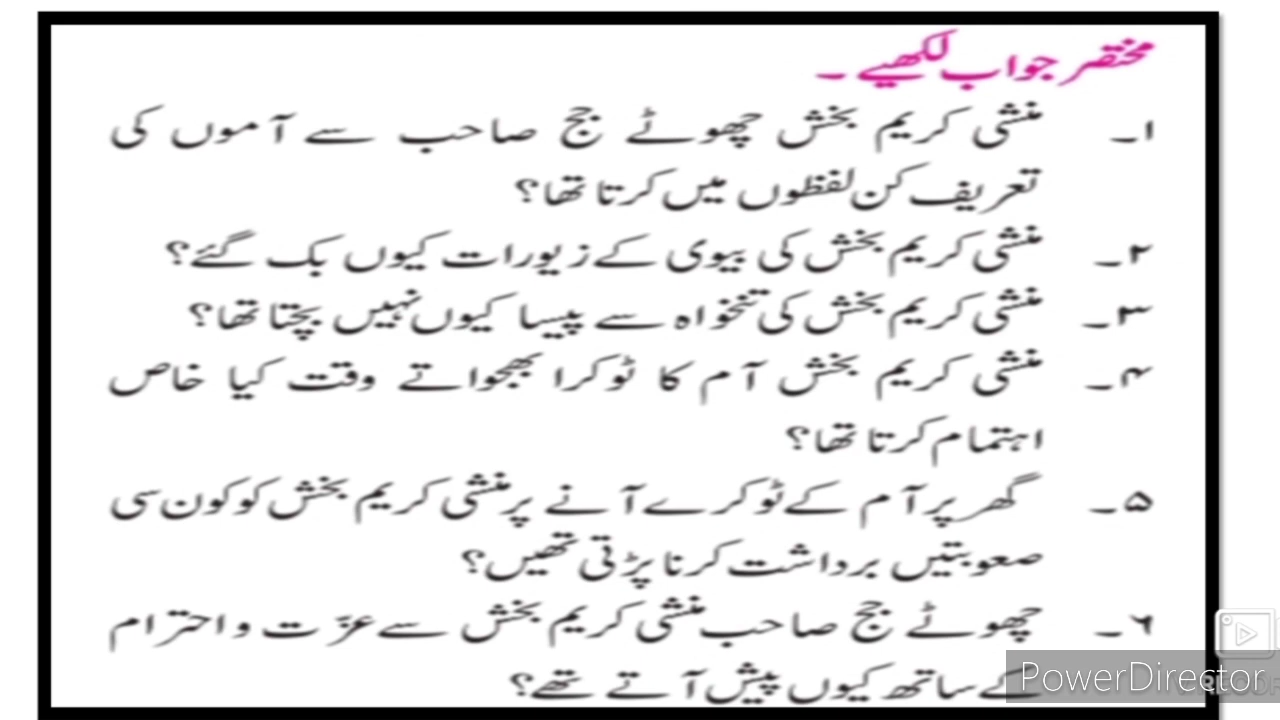 مختصر جواب لکھیے ۔
۱۔ منشی کریم بخش چھوٹے جج صاحب سے آموں کی
تعریف کن لفظوں میں کرتا تھا؟
۲۔ منشی کریم بخش کی بیوی کے زیورات کیوں بک گئے؟
۳۔ منشی کریم بخش کی تنخواہ سے پیسا کیوں نہیں بچتا تھا؟
۴۔ منشی کریم بخش آم کا ٹوکرا بھجواتے وقت کیا خاص
اہتمام کرتا تھا؟
۵۔ گھر پر آم کے ٹوکرے آنے پر منشی کریم بخش کو کون سی
صعوبتیں برداشت کرنا پڑتی تھیں؟
۶۔ چھوٹے جج صاحب منشی کریم بخش سے عزّت و احترام
کے ساتھ کیوں پیش آتے تھے؟
PowerDirector